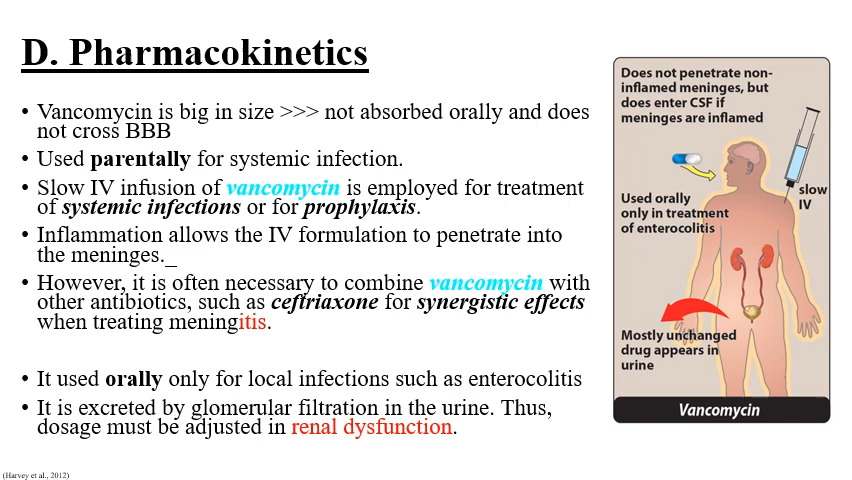 D. Pharmacokinetics
• Vancomycin is big in size >>> not absorbed orally and does
not cross BBB
• Used parentally for systemic infection.
• Slow IV infusion of vancomycin is employed for treatment
of systemic infections or for prophylaxis.
• Inflammation allows the IV formulation to penetrate into
the meninges._
• However, it is often necessary to combine vancomycin with
other antibiotics, such as ceftriaxone for synergistic effects
when treating meningitis.
• It used orally only for local infections such as enterocolitis
• It is excreted by glomerular filtration in the urine. Thus,
dosage must be adjusted in renal dysfunction.
(Harvey et al., 2012)
Does not penetrate non-
inflamed meninges, but
does enter CSF if
meninges are inflamed
slow
IV
Used orally
only in treatment
of enterocolitis
Mostly unchanged
drug appears in
urine
Vancomycin